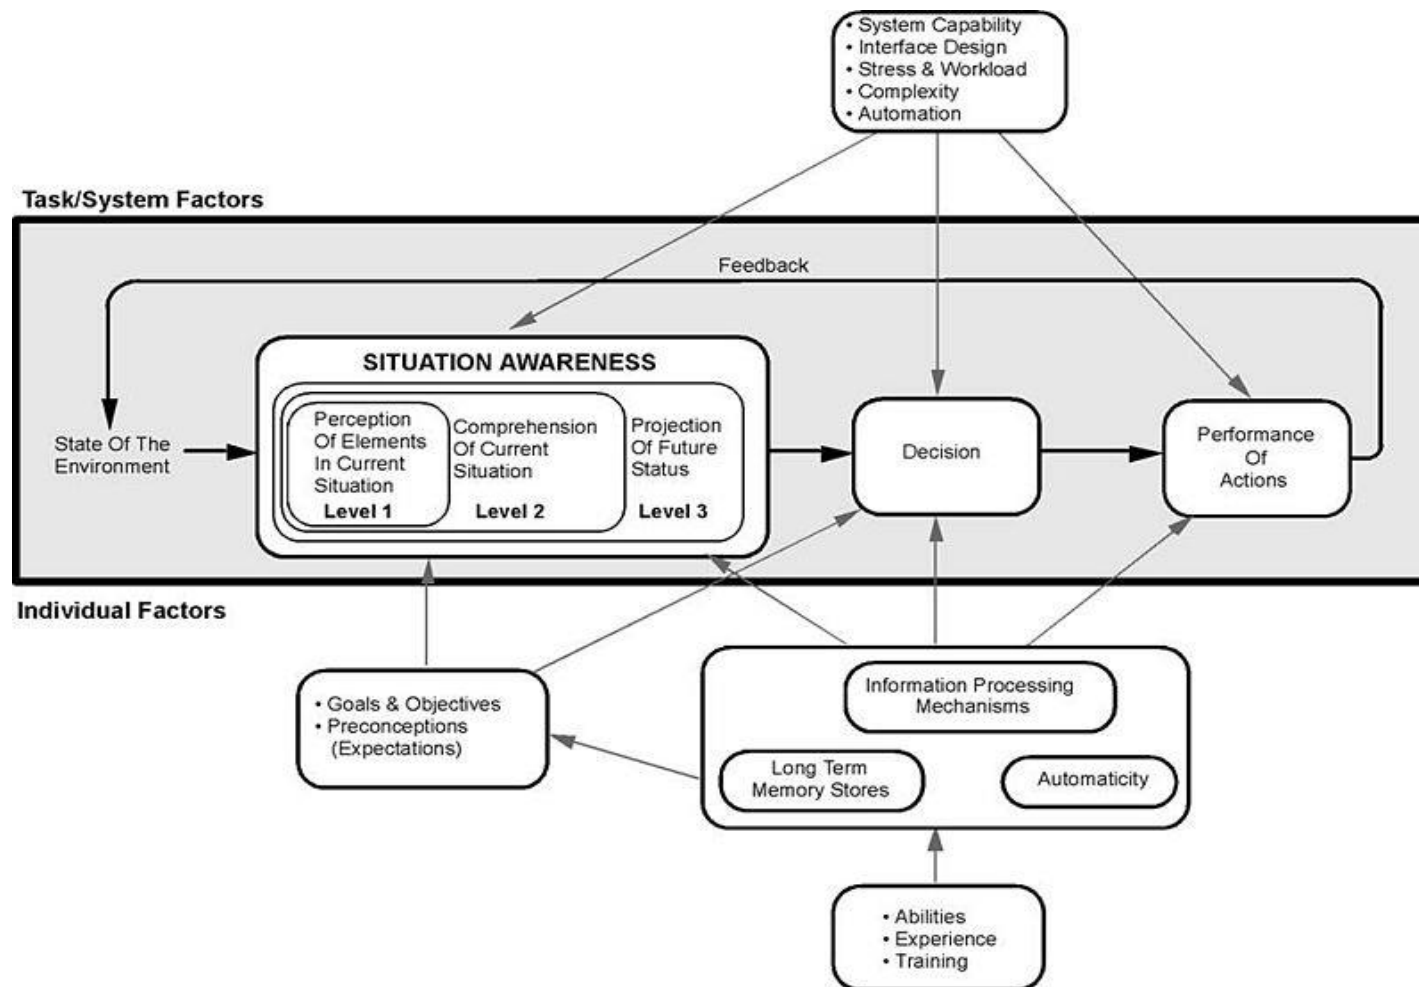 • System Capability
• Interface Design
• Stress & Workload
• Complexity
• Automation
Task/System Factors
Feedback
SITUATION AWARENESS
State Of The
Environment
Perception
Of Elements
In Current
Situation
Level 1
Comprehension
Of Current
Situation
Level 2
Projection
Of Future
Status
Level 3
Decision
Performance
Of
Actions
Individual Factors
• Goals & Objectives
• Preconceptions
(Expectations)
Information Processing
Mechanisms
Long Term
Memory Stores
Automaticity
• Abilities
• Experience
• Training